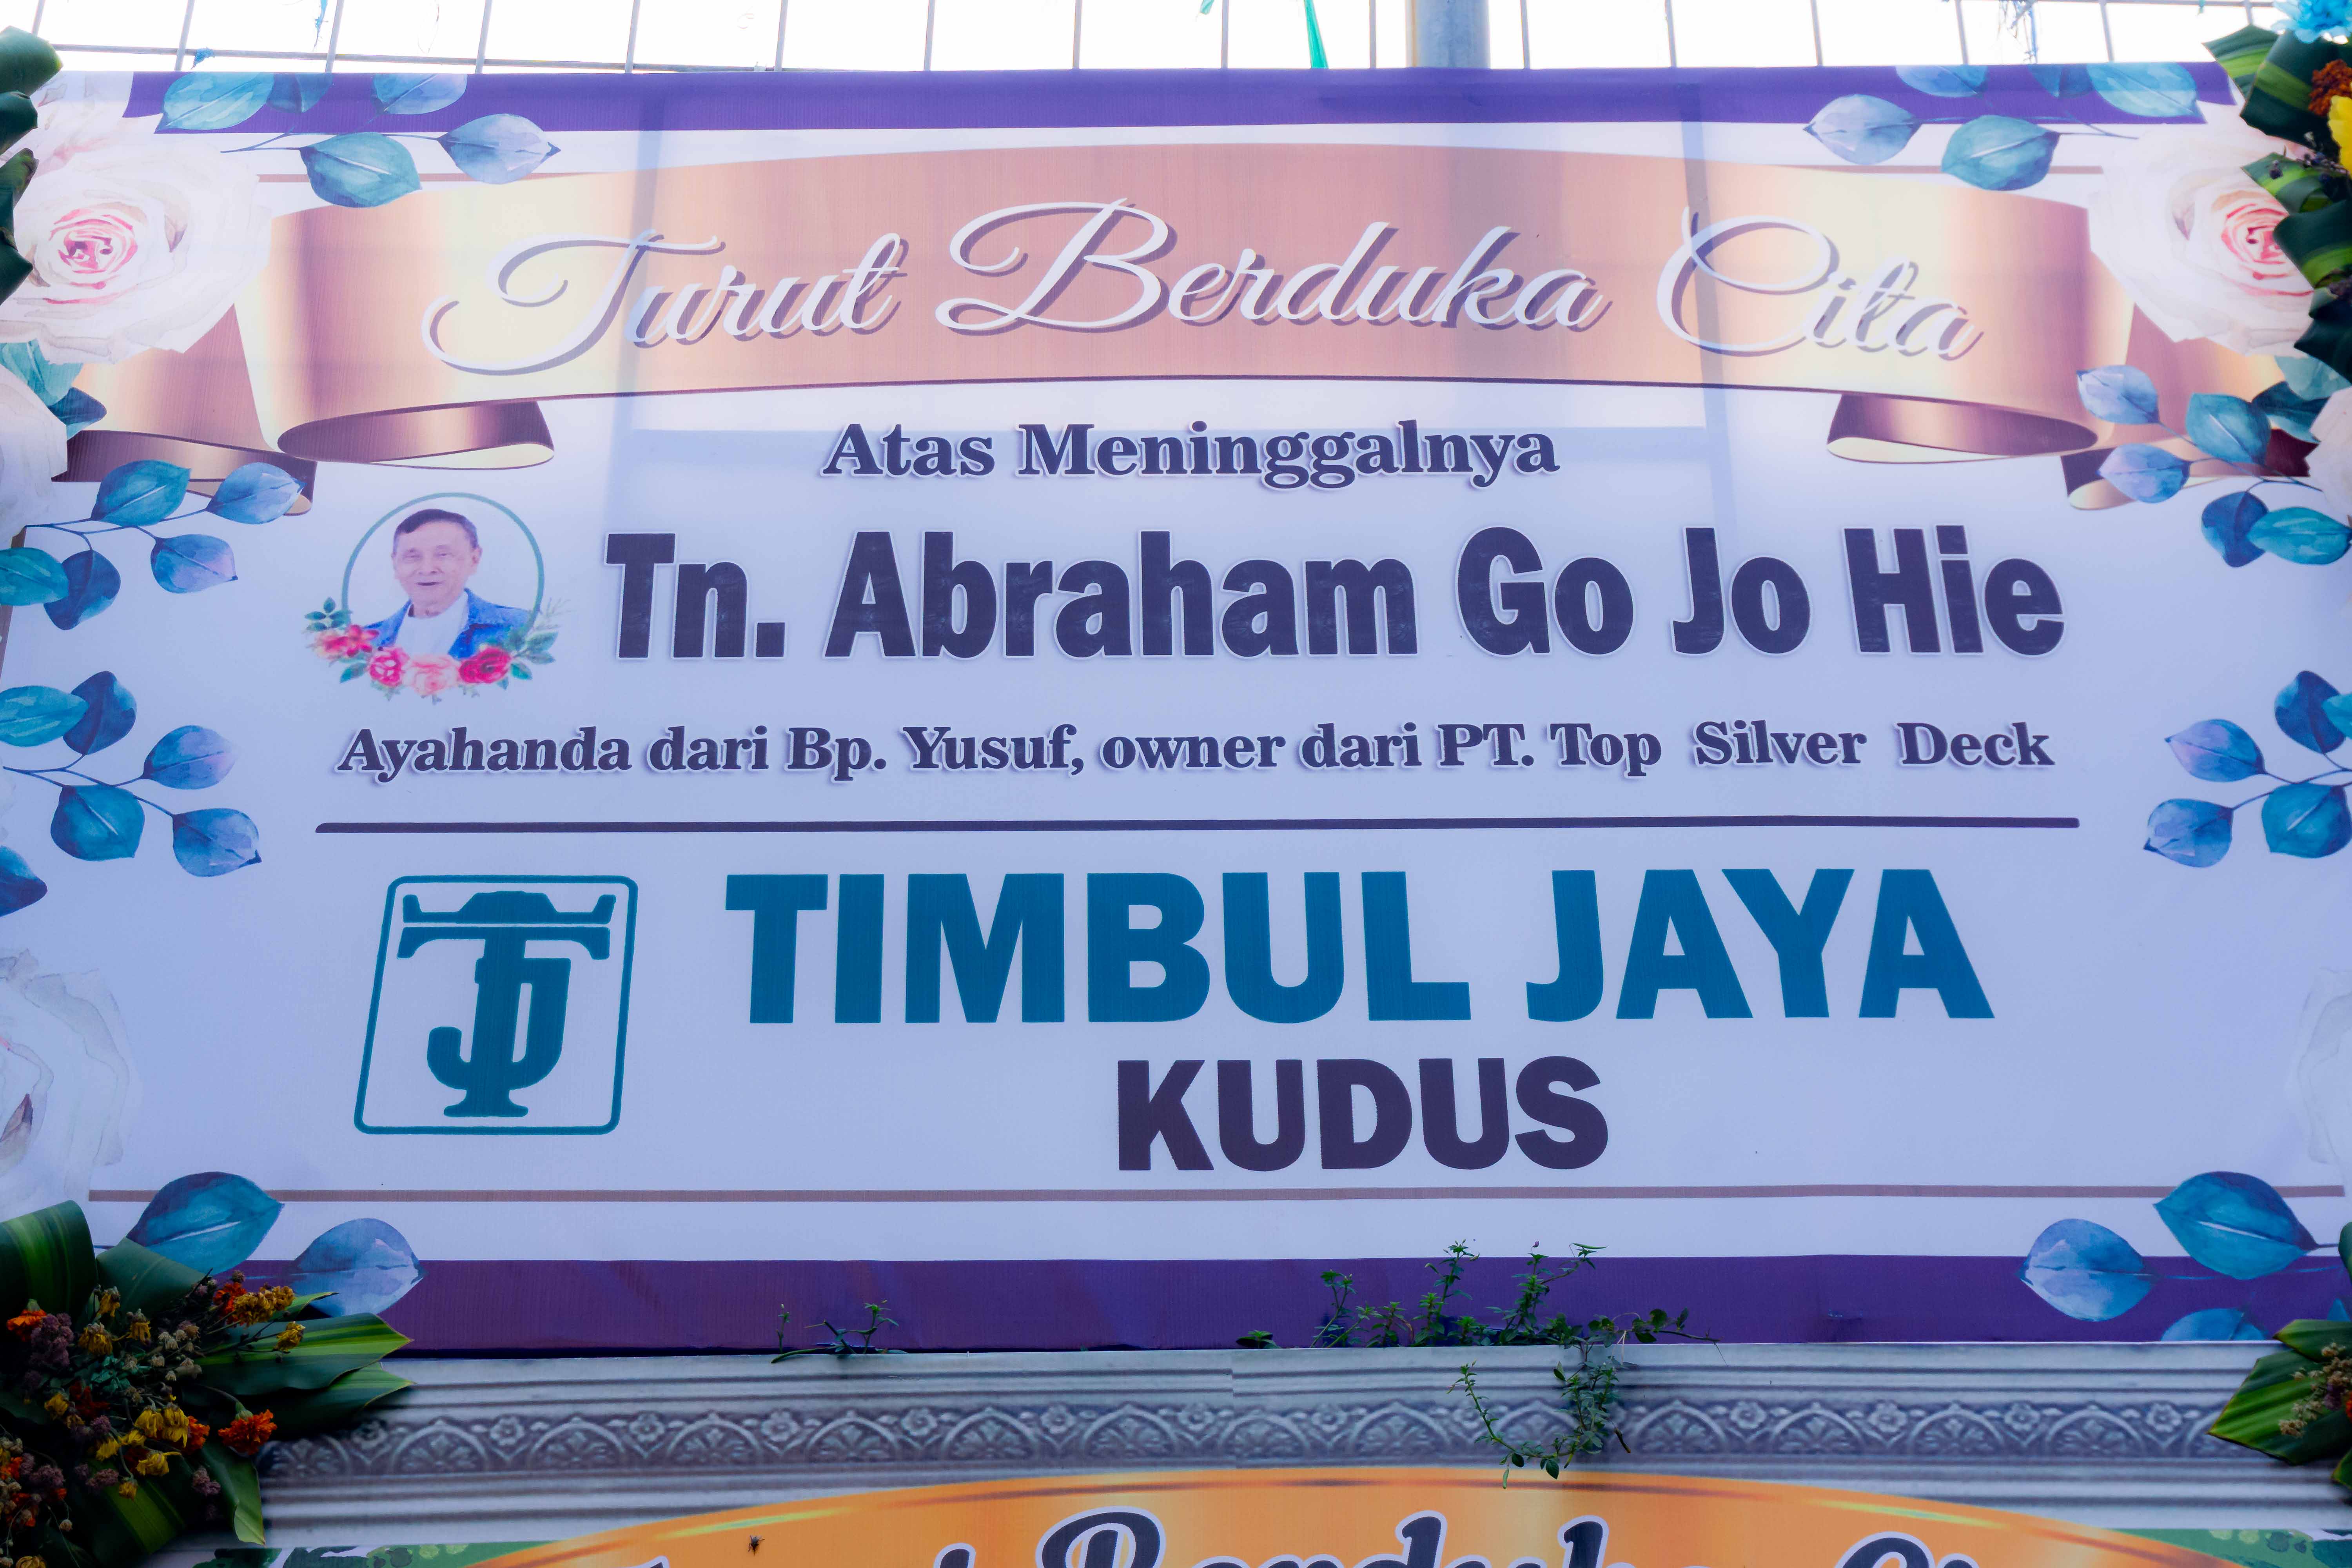 Turut Berduka Cita
Atas Meninggalnya
Tn. Abraham Go Jo Hie
Ayahanda dari Bp. Yusuf, owner dari PT. Top Silver Deck
TIMBUL JAYA
KUDUS